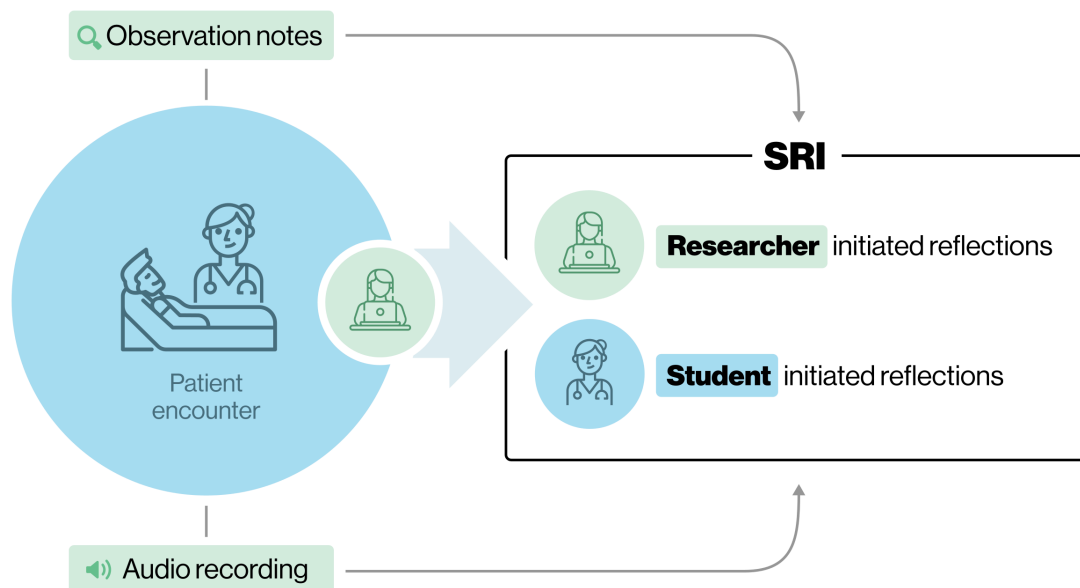 Observation notes
SRI
Researcher initiated reflections
Student initiated reflections
Patient
encounter
Audio recording